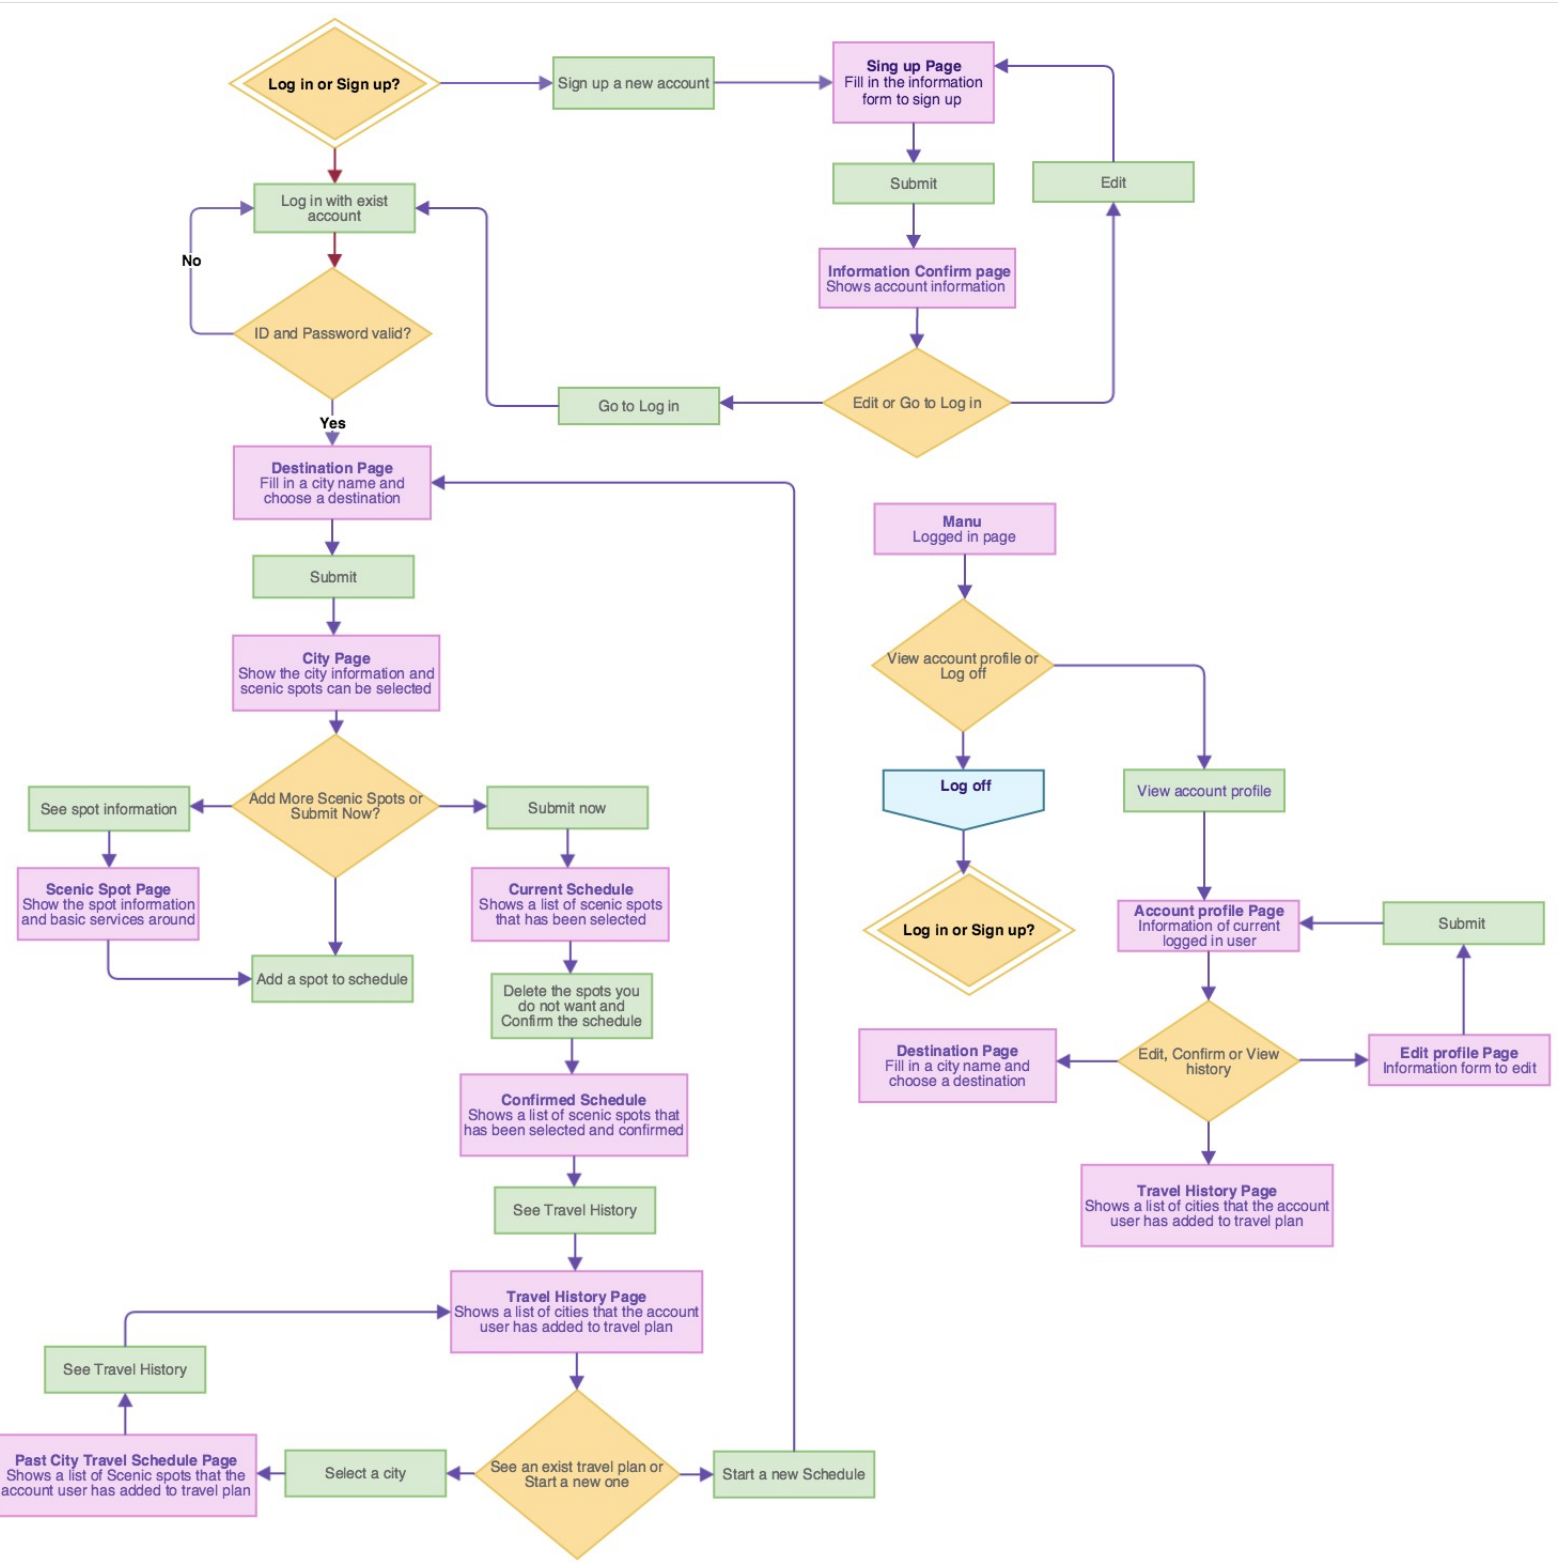 Log in or Sign up?
Sign up a new account
Sing up Page
Fill in the information
form to sign up
Submit
Edit
Log in with exist
account
No
Information Confirm page
Shows account information
ID and Password valid?
Edit or Go to Log in
Go to Log in
Yes
Destination Page
Fill in a city name and
choose a destination
Submit
City Page
Show the city information and
scenic spots can be selected
Add More Scenic Spots or
Submit Now?
See spot information
Submit now
Scenic Spot Page
Show the spot information
and basic services around
Current Schedule
Shows a list of scenic spots
that has been selected
Add a spot to schedule
Delete the spots you
do not want and
Confirm the schedule
Confirmed Schedule
Shows a list of scenic spots that
has been selected and confirmed
See Travel History
Travel History Page
Shows a list of cities that the account
user has added to travel plan
See Travel History
Past City Travel Schedule Page
Shows a list of Scenic spots that the
account user has added to travel plan
Select a city
See an exist travel plan or
Start a new one
Start a new Schedule
Manu
Logged in page
View account profile or
Log off
Log off
View account profile
Log in or Sign up?
Account profile Page
Information of current
logged in user
Submit
Destination Page
Fill in a city name and
choose a destination
Edit, Confirm or View
history
Edit profile Page
Information form to edit
Travel History Page
Shows a list of cities that the account
user has added to travel plan